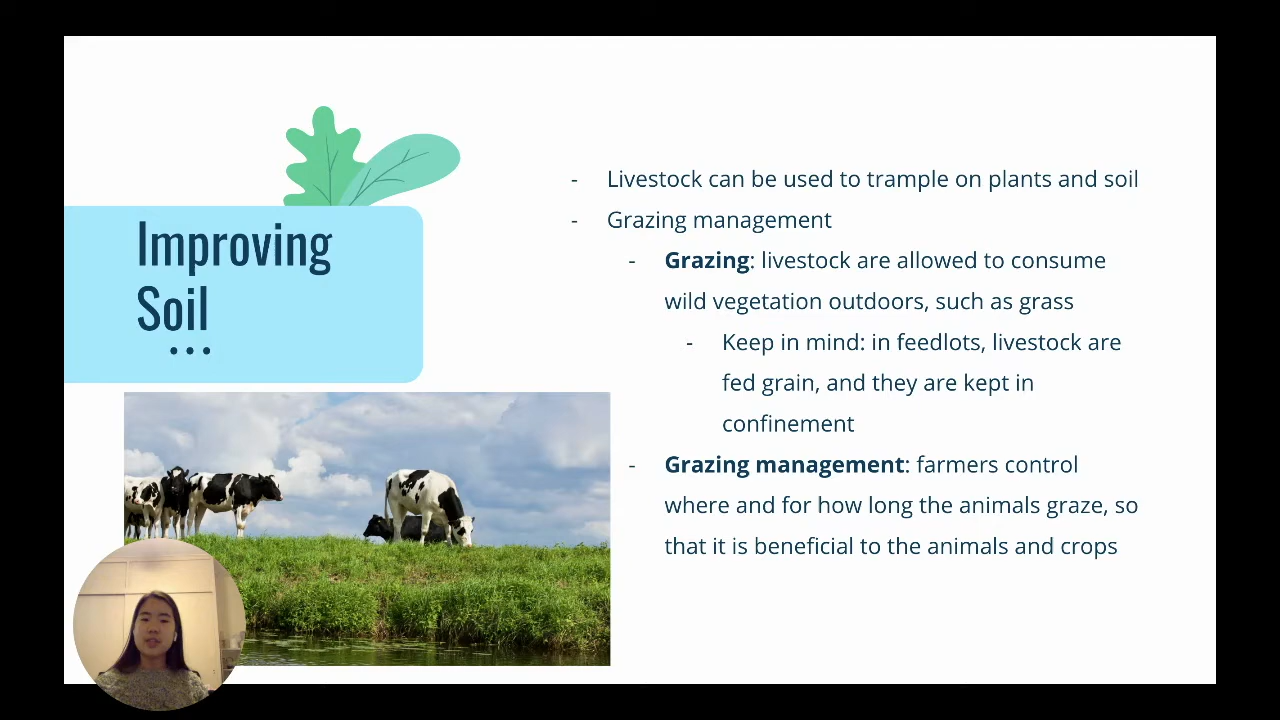 Improving
Soil
- Livestock can be used to trample on plants and soil
- Grazing management
- Grazing: livestock are allowed to consume
wild vegetation outdoors, such as grass
- Keep in mind: in feedlots, livestock are
fed grain, and they are kept in
confinement
- Grazing management: farmers control
where and for how long the animals graze, so
that it is beneficial to the animals and crops